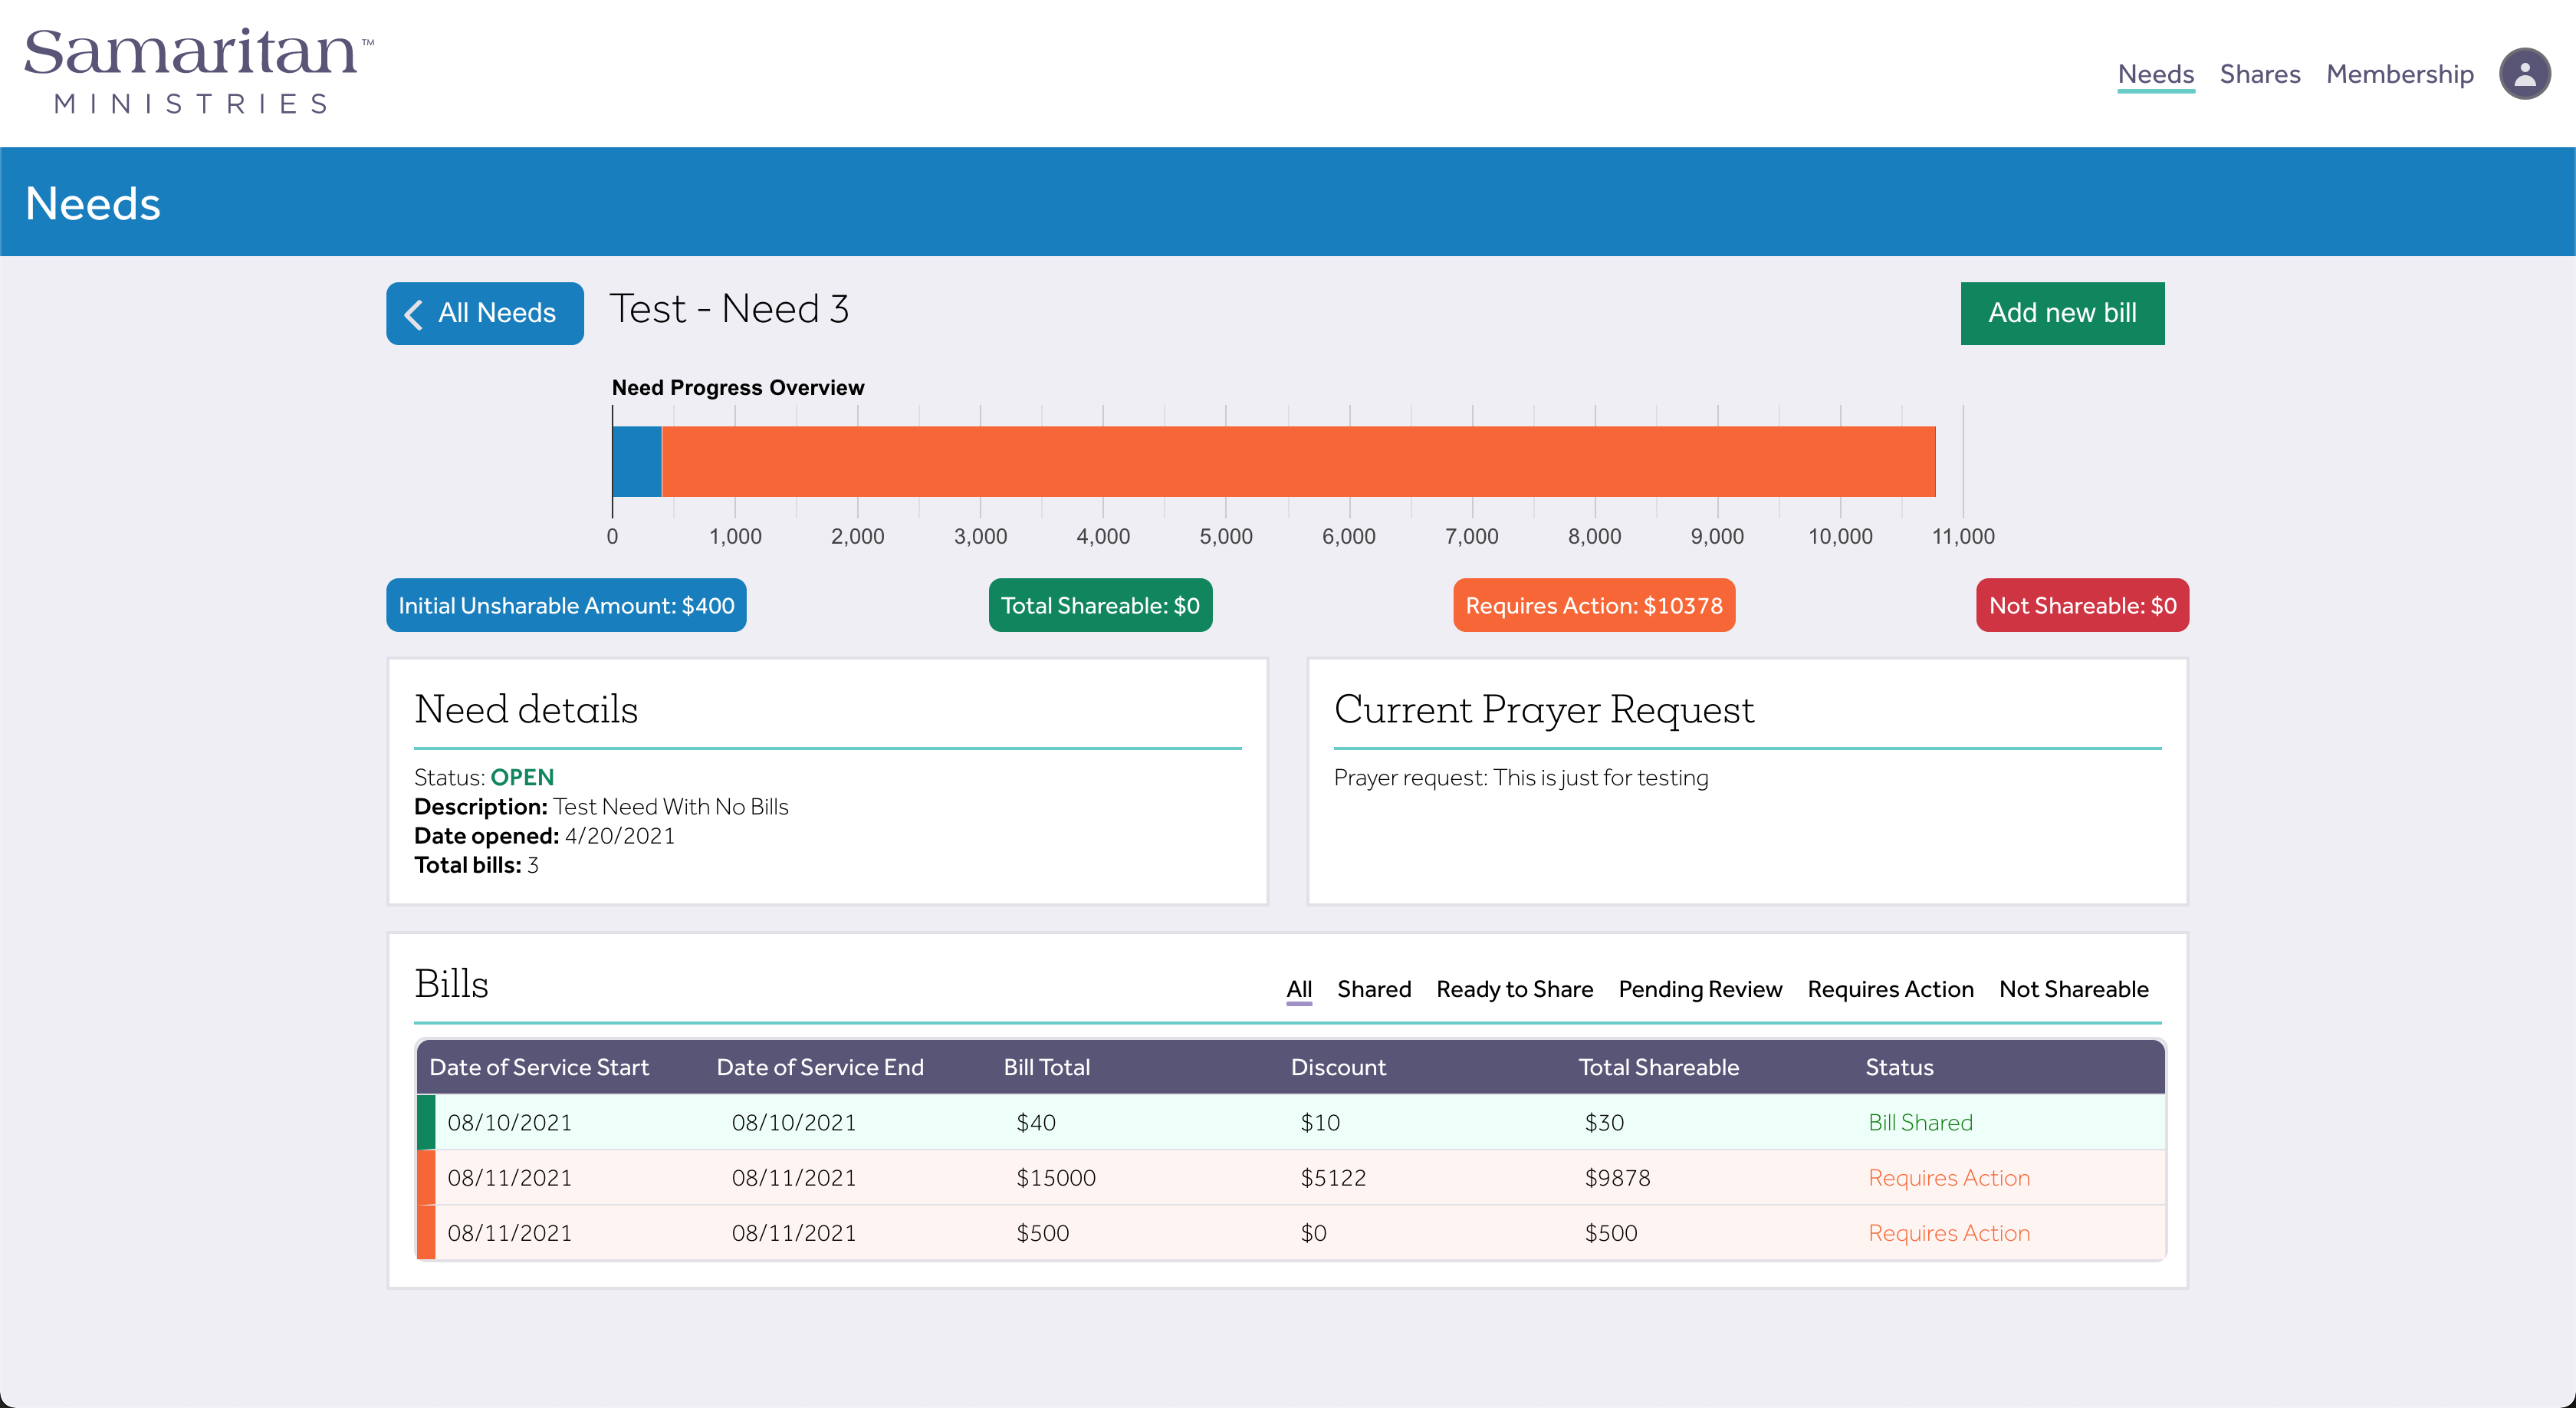 Samaritan™
MINISTRIES
Needs Shares Membership
Needs
All Needs
Test - Need 3
Add new bill
Need Progress Overview
0 1,000 2,000 3,000 4,000 5,000 6,000 7,000 8,000 9,000 10,000 11,000
Initial Unsharable Amount: $400
Total Shareable: $0
Requires Action: $10378
Not Shareable: $0
Need details
Status: OPEN
Description: Test Need With No Bills
Date opened: 4/20/2021
Total bills: 3
Current Prayer Request
Prayer request: This is just for testing
Bills
All Shared Ready to Share Pending Review Requires Action Not Shareable
Date of Service Start Date of Service End Bill Total Discount Total Shareable Status
08/10/2021 08/10/2021 $40 $10 $30 Bill Shared
08/11/2021 08/11/2021 $15000 $5122 $9878 Requires Action
08/11/2021 08/11/2021 $500 $0 $500 Requires Action